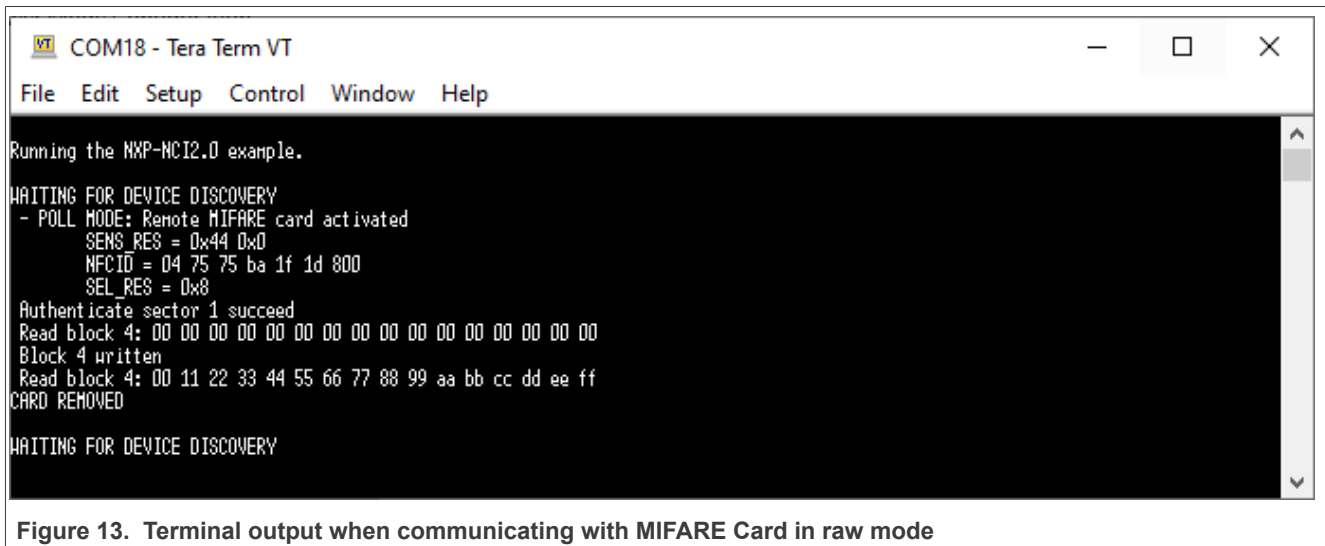 COM18 - Tera Term VT
File Edit Setup Control Window Help
Running the NXP-NCI2.0 example.
WAITING FOR DEVICE DISCOVERY
- POLL MODE: Remote MIFARE card activated
SENS_RES = 0x44 0x0
NFCID = 04 75 75 ba 1f 1d 800
SEL_RES = 0x8
Authenticate sector 1 succeed
Read block 4: 00 00 00 00 00 00 00 00 00 00 00 00 00 00 00 00
Block 4 written
Read block 4: 00 11 22 33 44 55 66 77 88 99 aa bb cc dd ee ff
CARD REMOVED
WAITING FOR DEVICE DISCOVERY
Figure 13. Terminal output when communicating with MIFARE Card in raw mode